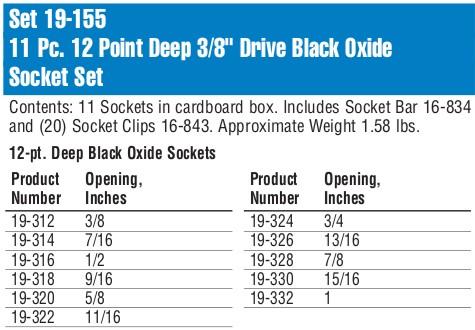 Set 19-155
11 Pc. 12 Point Deep 3/8" Drive Black Oxide
Socket Set
Contents: 11 Sockets in cardboard box. Includes Socket Bar 16-834
and (20) Socket Clips 16-843. Approximate Weight 1.58 lbs.
12-pt. Deep Black Oxide Sockets
Product Opening,
Number Inches
19-312 3/8
19-314 7/16
19-316 1/2
19-318 9/16
19-320 5/8
19-322 11/16
Product Opening,
Number Inches
19-324 3/4
19-326 13/16
19-328 7/8
19-330 15/16
19-332 1